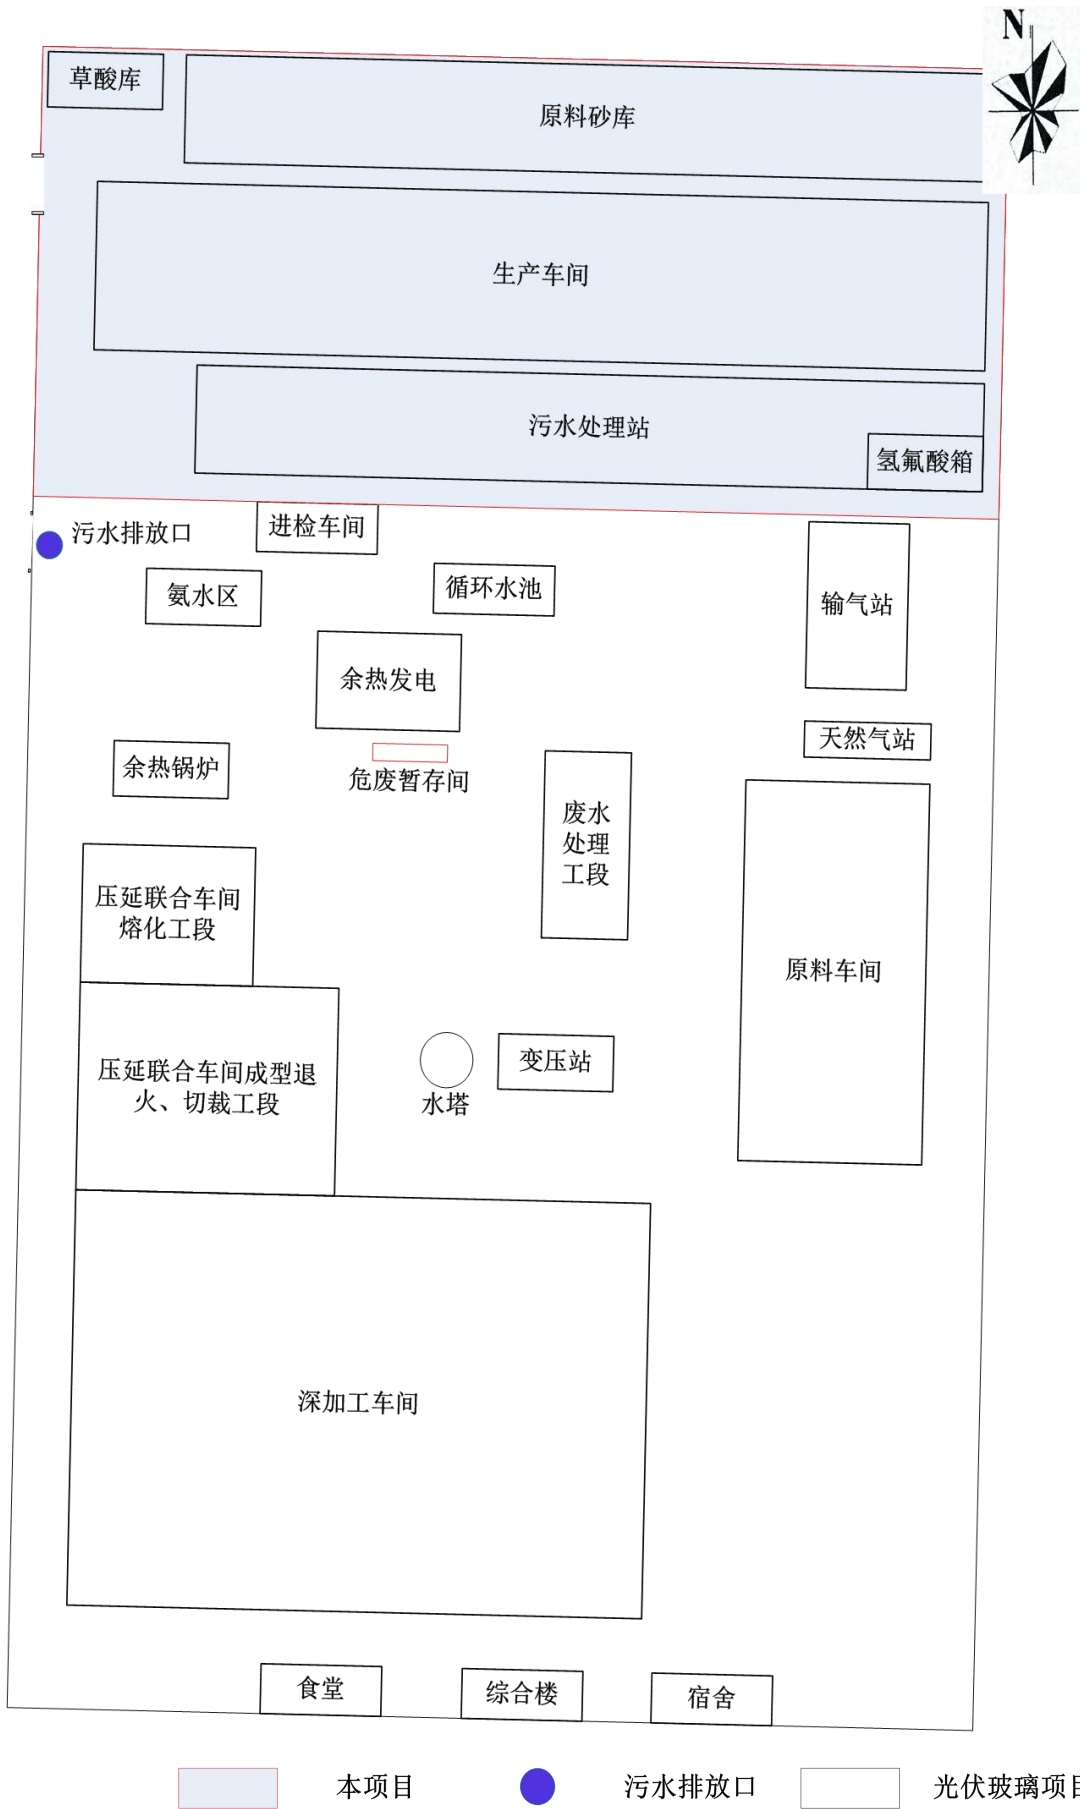 N
草酸库
原料砂库
生产车间
污水处理站
氢氟酸箱
污水排放口
进检车间
氨水区
循环水池
输气站
余热发电
天然气站
余热锅炉
危废暂存间
废水
处理
工段
压延联合车间
熔化工段
原料车间
压延联合车间成型退
火、切裁工段
水塔
变压站
深加工车间
食堂
综合楼
宿舍
本项目
污水排放口
光伏玻璃项目